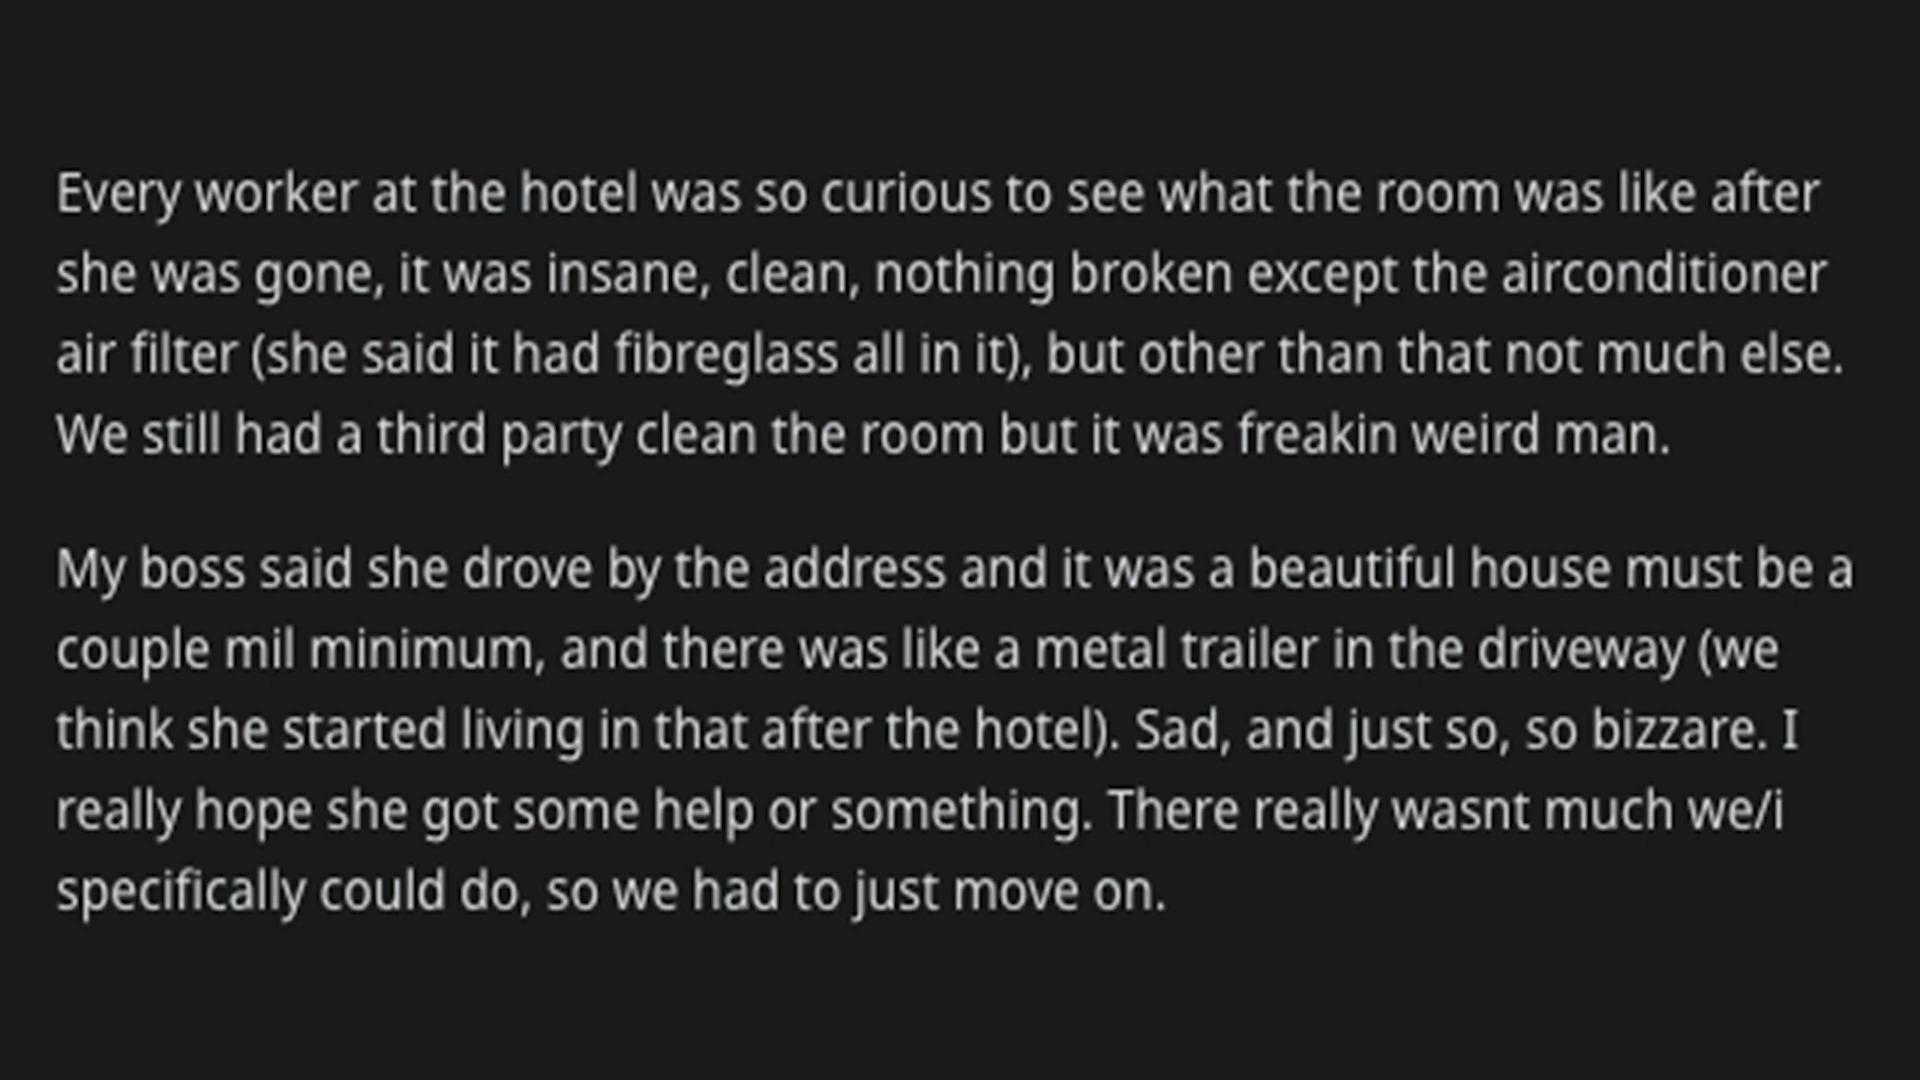 Every worker at the hotel was so curious to see what the room was like after
she was gone, it was insane, clean, nothing broken except the airconditioner
air filter (she said it had fibreglass all in it), but other than that not much else.
We still had a third party clean the room but it was freakin weird man.
My boss said she drove by the address and it was a beautiful house must be a
couple mil minimum, and there was like a metal trailer in the driveway (we
think she started living in that after the hotel). Sad, and just so, so bizzare. I
really hope she got some help or something. There really wasnt much we/i
specifically could do, so we had to just move on.